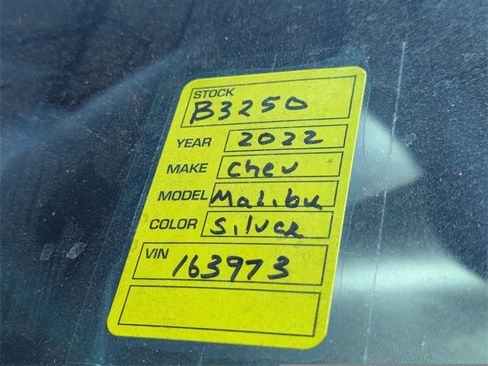 STOCK
B3250
YEAR 2022
MAKE Chev
MODEL Malibu
COLOR Silver
VIN
163973